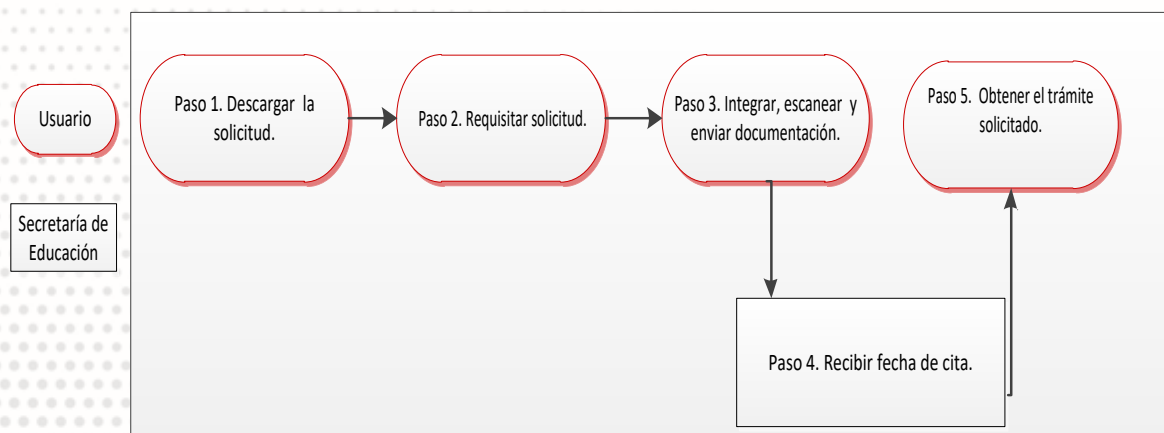 Usuario
Secretaría de
Educación
Paso 1. Descargar la
solicitud.
Paso 2. Requisitar solicitud.
Paso 3. Integrar, escanear y
enviar documentación.
Paso 4. Recibir fecha de cita.
Paso 5. Obtener el trámite
solicitado.